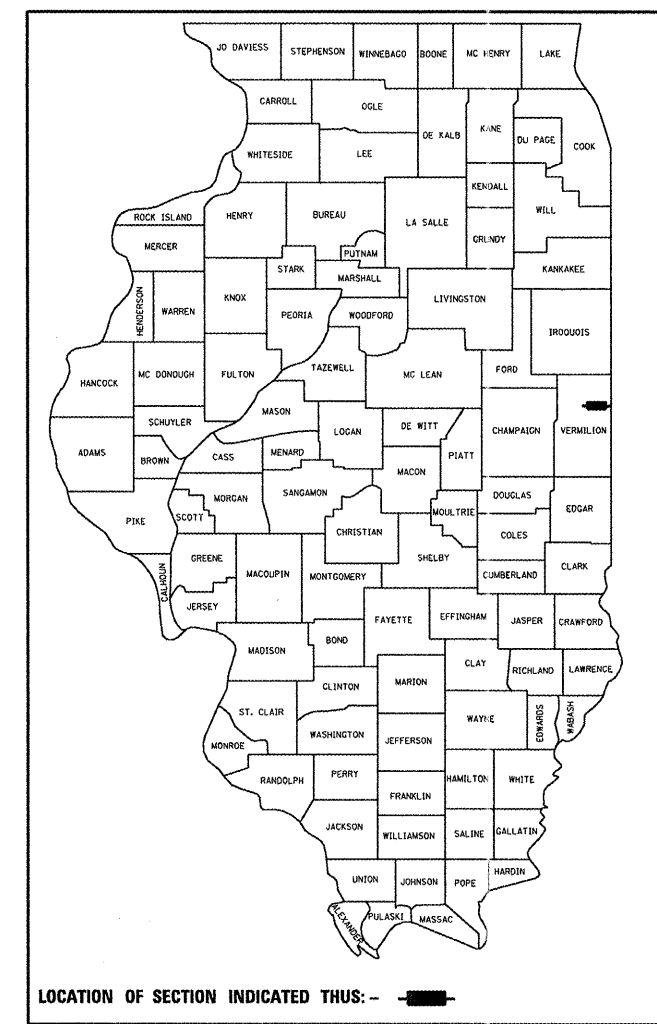 JO DAVIESS
STEPHENSON
WINNEBAGO
BOONE
MC HENRY
LAKE
CARROLL
OGLE
DE KALB
KANE
DU PAGE
COOK
WHITESIDE
LEE
KENDALL
WILL
ROCK ISLAND
HENRY
BUREAU
LA SALLE
GRUNDY
MERCER
PUTNAM
STARK
MARSHALL
KANKAKEE
HENDERSON
WARREN
KNOX
PEORIA
WOODFORD
LIVINGSTON
IROQUOIS
HANCOCK
MC DONOUGH
FULTON
TAZEWELL
MC LEAN
FORD
MASON
SCHUYLER
LOGAN
DE WITT
CHAMPAIGN
VERMILION
ADAMS
BROWN
CASS
MENARD
PIATT
MACON
MORGAN
SANGAMON
DOUGLAS
EDGAR
PIKE
SCOTT
CHRISTIAN
MOULTRIE
COLES
GREENE
MACOUPIN
MONTGOMERY
SHELBY
CUMBERLAND
CLARK
CALHOUN
JERSEY
FAYETTE
EFFINGHAM
JASPER
CRAWFORD
MADISON
BOND
CLAY
RICHLAND
LAWRENCE
CLINTON
MARION
ST. CLAIR
WAYNE
EDWARDS
WABASH
MONROE
WASHINGTON
JEFFERSON
RANDOLPH
PERRY
HAMILTON
WHITE
FRANKLIN
JACKSON
WILLIAMSON
SALINE
GALLATIN
UNION
JOHNSON
POPE
HARDIN
ALEXANDER
PULASKI
MASSAC
LOCATION OF SECTION INDICATED THUS: -